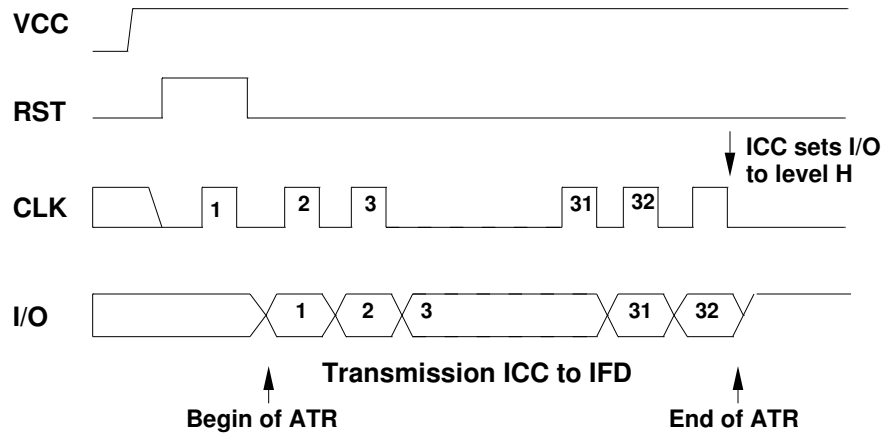 VCC
RST
ICC sets I/O
to level H
CLK
1 2 3 31 32
I/O
1 2 3 31 32
Transmission ICC to IFD
Begin of ATR
End of ATR